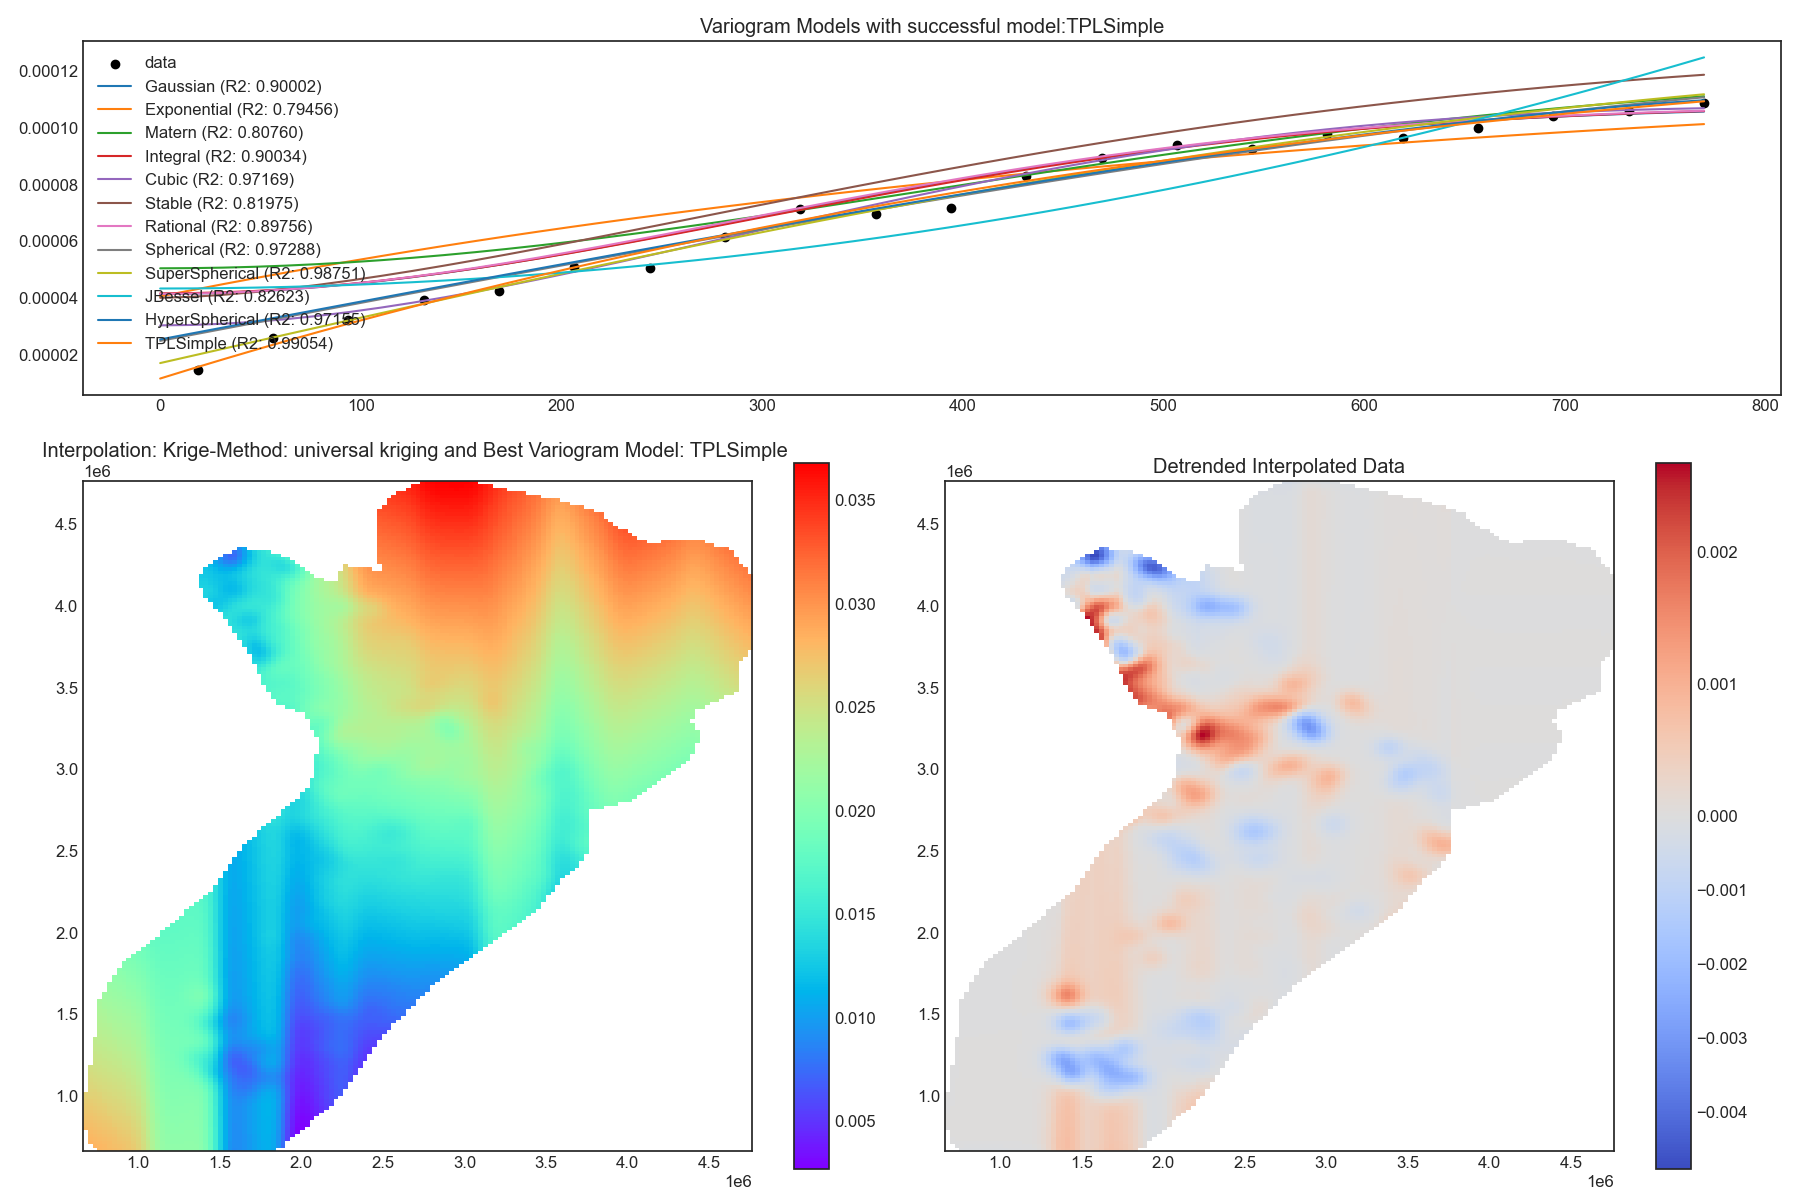 Variogram Models with successful model:TPLSimple
0.00012
0.00010
0.00008
0.00006
0.00004
0.00002
data
Gaussian (R2: 0.90002)
Exponential (R2: 0.79456)
Matern (R2: 0.80760)
Integral (R2: 0.90034)
Cubic (R2: 0.97169)
Stable (R2: 0.81975)
Rational (R2: 0.89756)
Spherical (R2: 0.97288)
SuperSpherical (R2: 0.98751)
JBessel (R2: 0.82623)
HyperSpherical (R2: 0.97195)
TPLSimple (R2: 0.99054)
0 100 200 300 400 500 600 700 800
Interpolation: Krige-Method: universal kriging and Best Variogram Model: TPLSimple
1e6
4.5
4.0
3.5
3.0
2.5
2.0
1.5
1.0
1.0 1.5 2.0 2.5 3.0 3.5 4.0 4.5
1e6
0.035
0.030
0.025
0.020
0.015
0.010
0.005
Detrended Interpolated Data
1e6
4.5
4.0
3.5
3.0
2.5
2.0
1.5
1.0
1.0 1.5 2.0 2.5 3.0 3.5 4.0 4.5
1e6
0.002
0.001
0.000
−0.001
−0.002
−0.003
−0.004